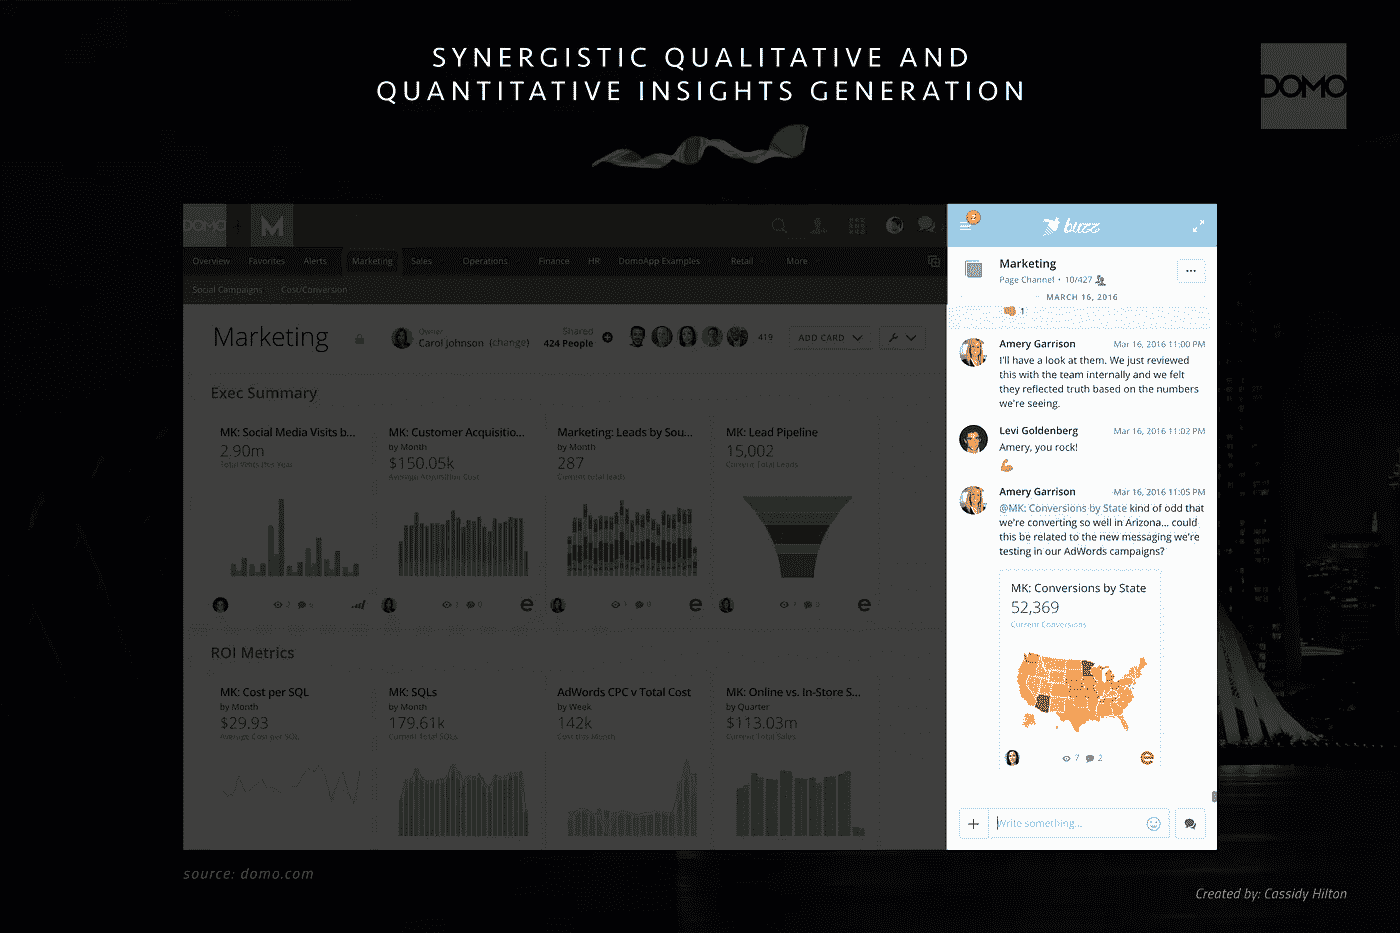 SYNERGISTIC QUALITATIVE AND
QUANTITATIVE INSIGHTS GENERATION
DOMO
DOMO + M
Overview Favorites Alerts Marketing Sales Operations Finance HR DomoApp Examples Retail More
Social Campaigns Cost/Conversion
Marketing
Owner
Carol Johnson (change)
Shared
424 People
419
ADD CARD
Exec Summary
MK: Social Media Visits b...
2.90m
MK: Customer Acquisitio...
by Month
$150.05k
Average Acquisition Cost
Marketing: Leads by Sou...
by Month
287
Current total leads
MK: Lead Pipeline
15,002
Current Total Leads
ROI Metrics
MK: Cost per SQL
by Month
$29.93
Average Cost per SQL
MK: SQLs
by Month
179.61k
Current Total SQLs
AdWords CPC v Total Cost
by Week
142k
Cost this Month
MK: Online vs. In-Store S...
by Quarter
$113.03m
Current Total Sales
2
buzz
Marketing
Page Channel • 10/427
MARCH 16, 2016
1
Amery Garrison Mar 16, 2016 11:00 PM
I'll have a look at them. We just reviewed
this with the team internally and we felt
they reflected truth based on the numbers
we're seeing.
Levi Goldenberg Mar 16, 2016 11:02 PM
Amery, you rock!
Amery Garrison Mar 16, 2016 11:05 PM
@MK: Conversions by State kind of odd that
we're converting so well in Arizona... could
this be related to the new messaging we're
testing in our AdWords campaigns?
MK: Conversions by State
52,369
Current Conversions
7 2
Write something...
source: domo.com
Created by: Cassidy Hilton